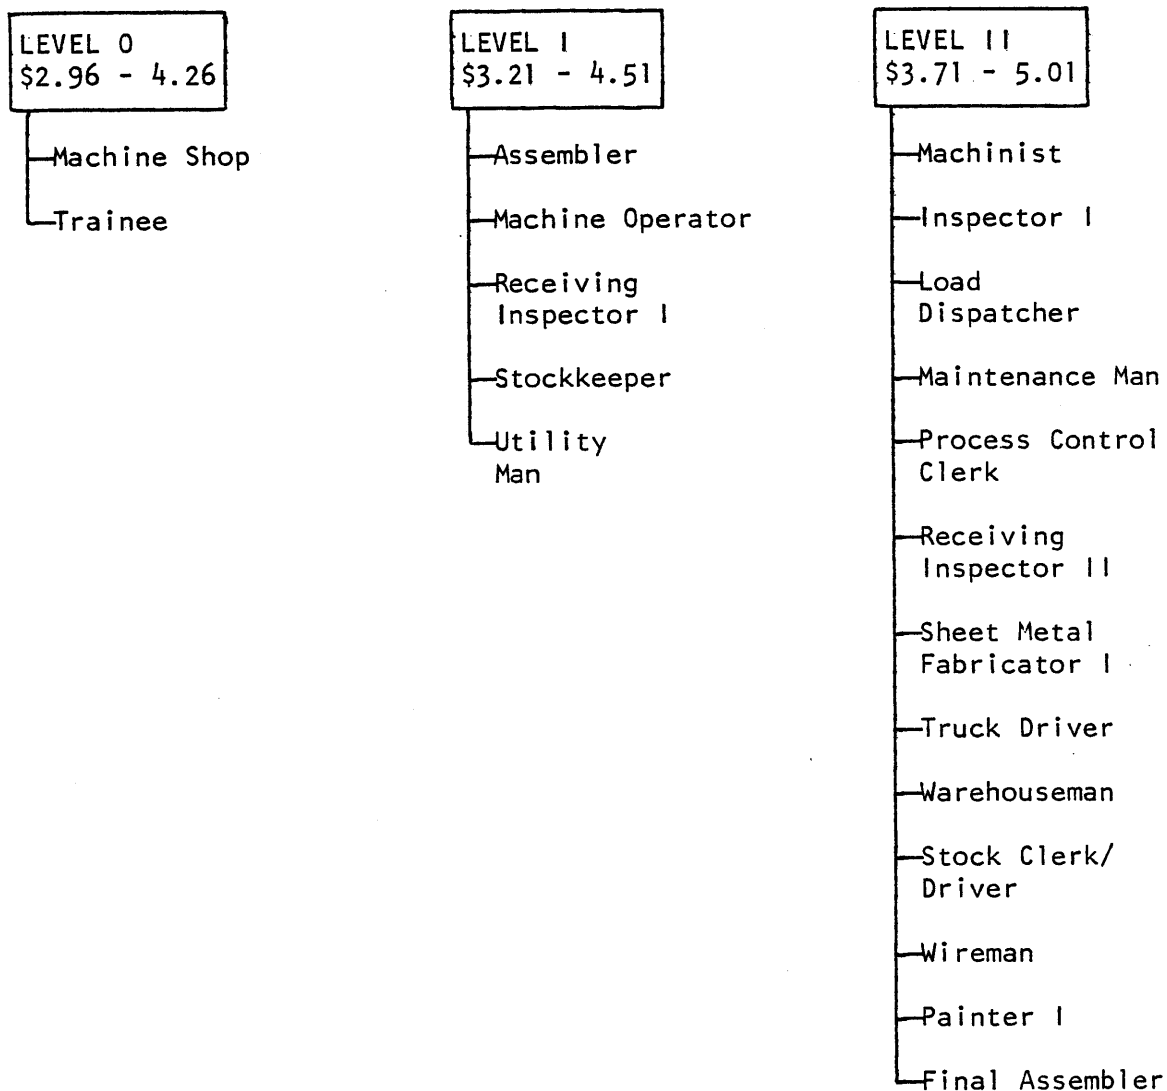 LEVEL 0
$2.96 - 4.26
Machine Shop
Trainee
LEVEL I
$3.21 - 4.51
Assembler
Machine Operator
Receiving
Inspector I
Stockkeeper
Utility
Man
LEVEL II
$3.71 - 5.01
Machinist
Inspector I
Load
Dispatcher
Maintenance Man
Process Control
Clerk
Receiving
Inspector II
Sheet Metal
Fabricator I
Truck Driver
Warehouseman
Stock Clerk/
Driver
Wireman
Painter I
Final Assembler